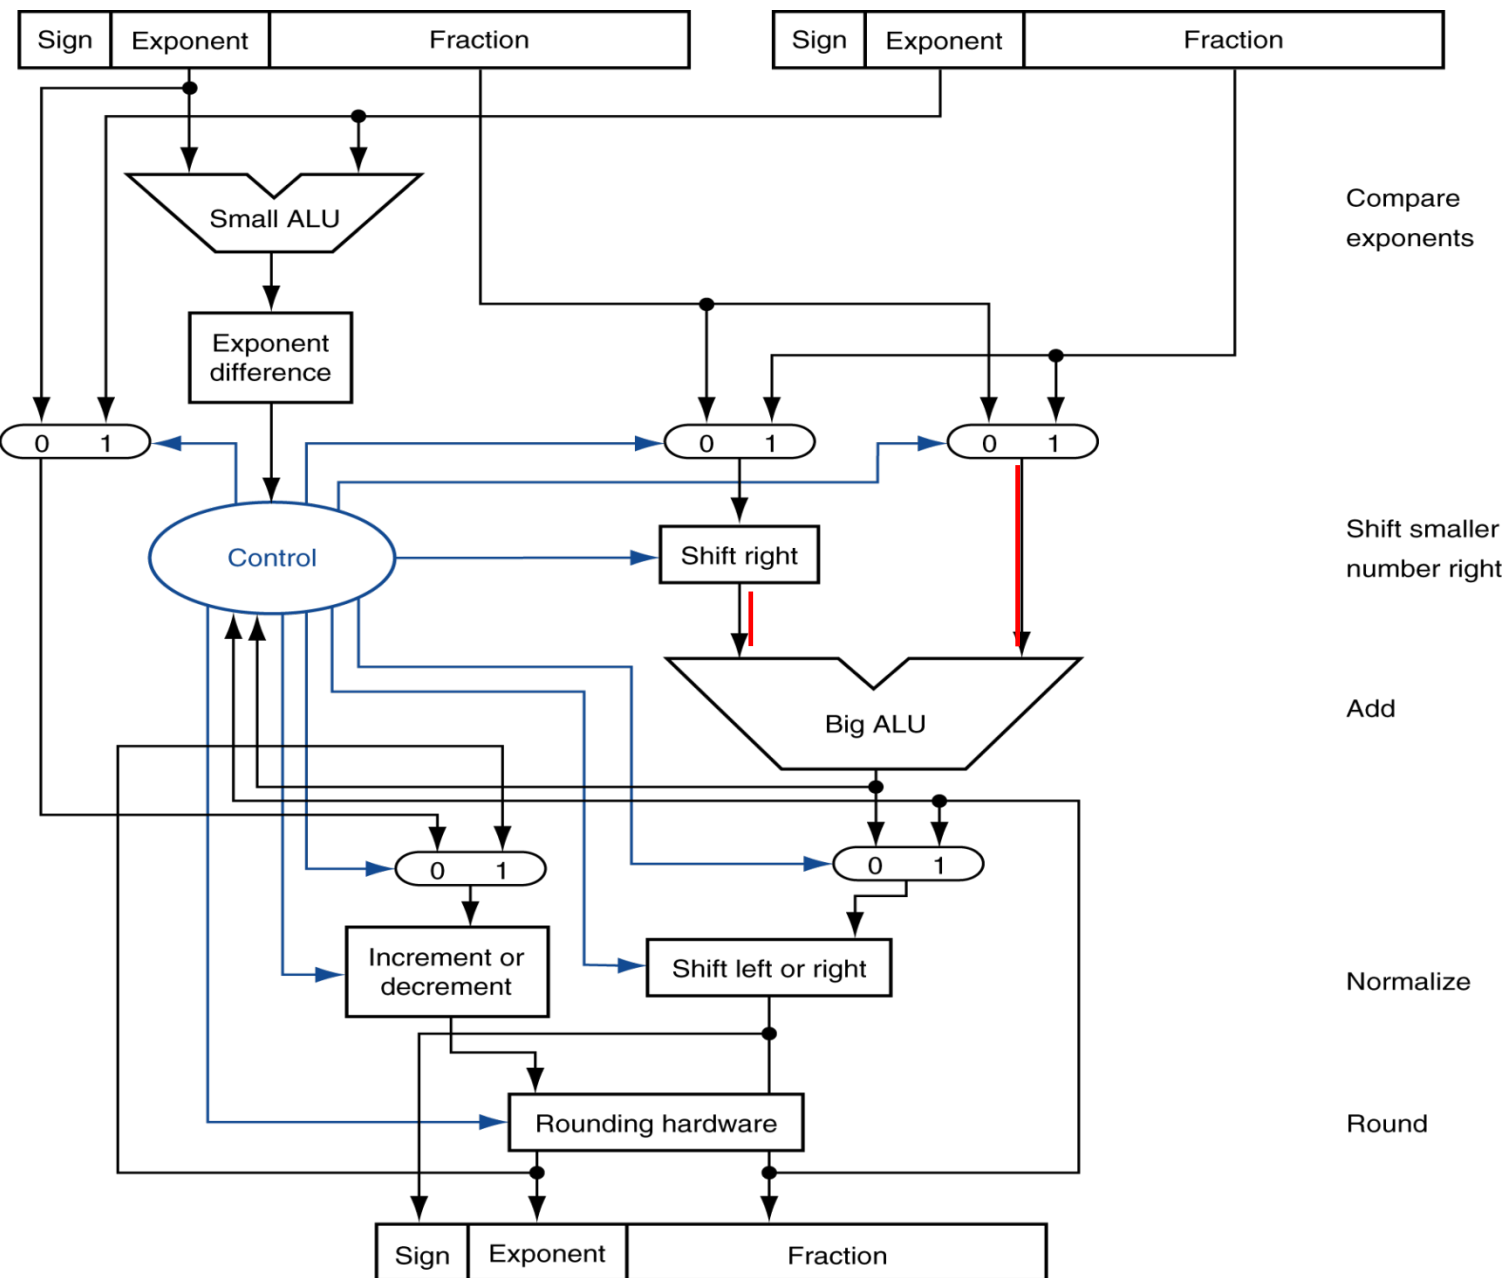 Sign Exponent Fraction Sign Exponent Fraction
Small ALU
Compare
exponents
Exponent
difference
0 1 0 1 0 1
Control
Shift right
Shift smaller
number right
Big ALU
Add
0 1 0 1
Increment or
decrement
Shift left or right
Normalize
Rounding hardware
Round
Sign Exponent Fraction